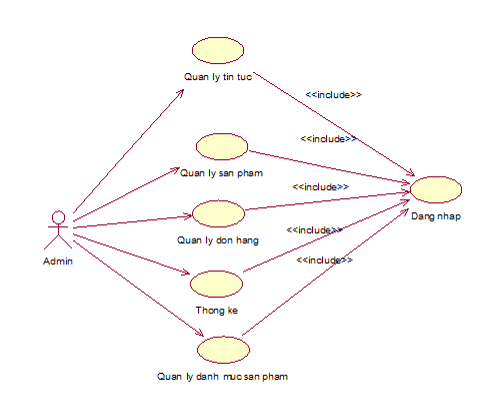 Quan ly tin tuc
<<include>>
<<include>>
Quan ly san pham
<<include>>
Dang nhap
Quan ly don hang
<<include>>
Admin
<<include>>
Thong ke
Quan ly danh muc san pham